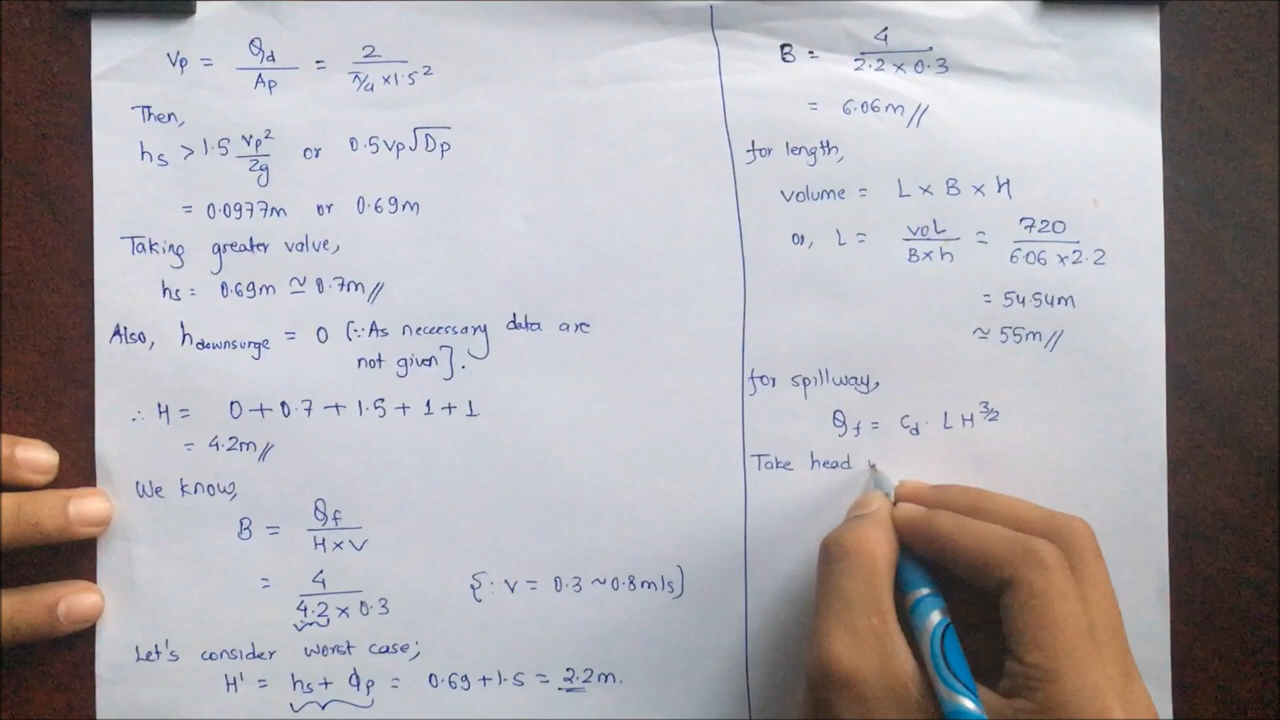 Vp = Qd / Ap = 2 / π/4 × 1.5²
Then,
hs > 1.5 Vp² / 2g or 0.5 Vp √Dp
= 0.0977m or 0.69m
Taking greater value,
hs = 0.69m ≃ 0.7m //
Also, hdownsurge = 0 [∵ As necessary data are
not given].
∴ H = 0 + 0.7 + 1.5 + 1 + 1
= 4.2m //
We know,
B = Qf / H × V
= 4 / 4.2 × 0.3 {∵ V = 0.3 ~ 0.8 m/s)
Let's consider worst case;
H' = hs + dp = 0.69 + 1.5 = 2.2m.
B = 4 / 2.2 × 0.3
= 6.06m //
for length,
volume = L × B × H
or, L = vol / B×h = 720 / 6.06 × 2.2
= 54.54m
≃ 55m //
for spillway,
Qf = Cd · L H^3/2
Take head